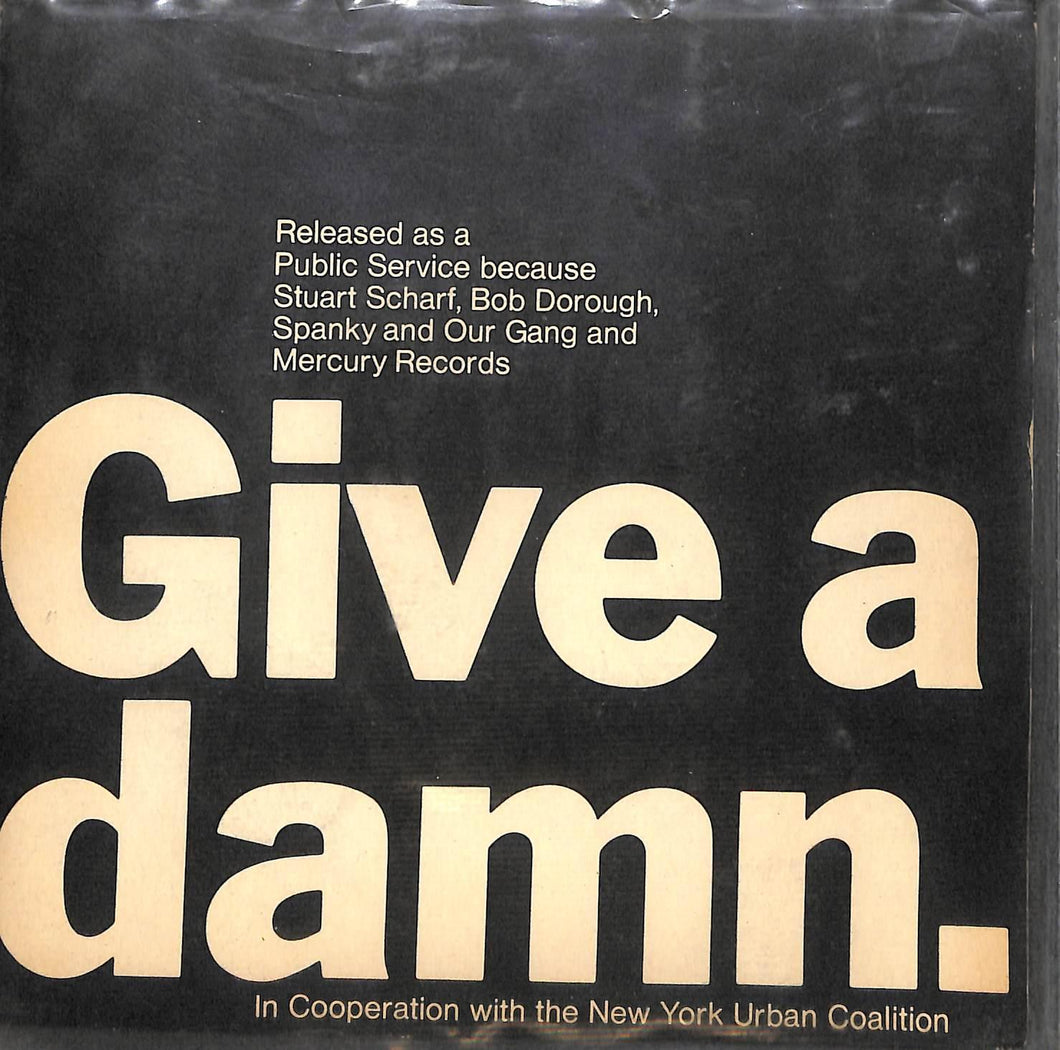 Released as a
Public Service because
Stuart Scharf, Bob Dorough,
Spanky and Our Gang and
Mercury Records
Give a
damn.
In Cooperation with the New York Urban Coalition